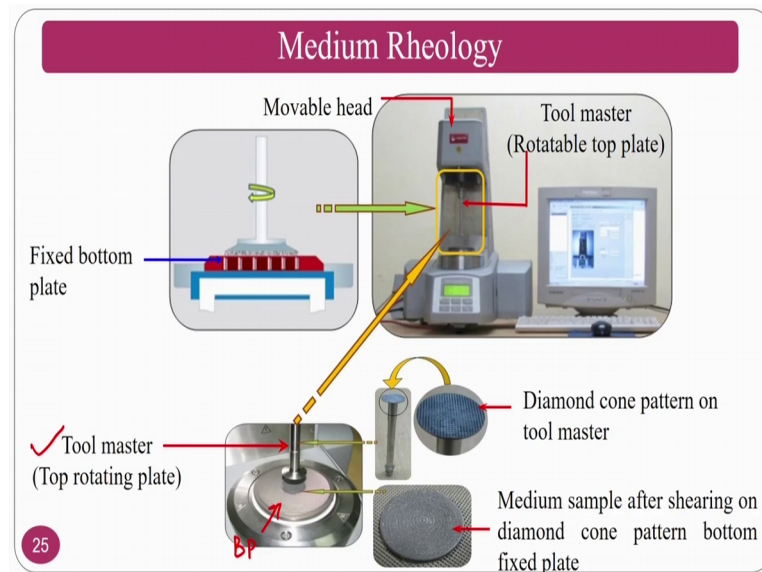 Medium Rheology
Movable head
Tool master
(Rotatable top plate)
Fixed bottom
plate
Diamond cone pattern on
tool master
Tool master
(Top rotating plate)
BP
Medium sample after shearing on
diamond cone pattern bottom
fixed plate
25